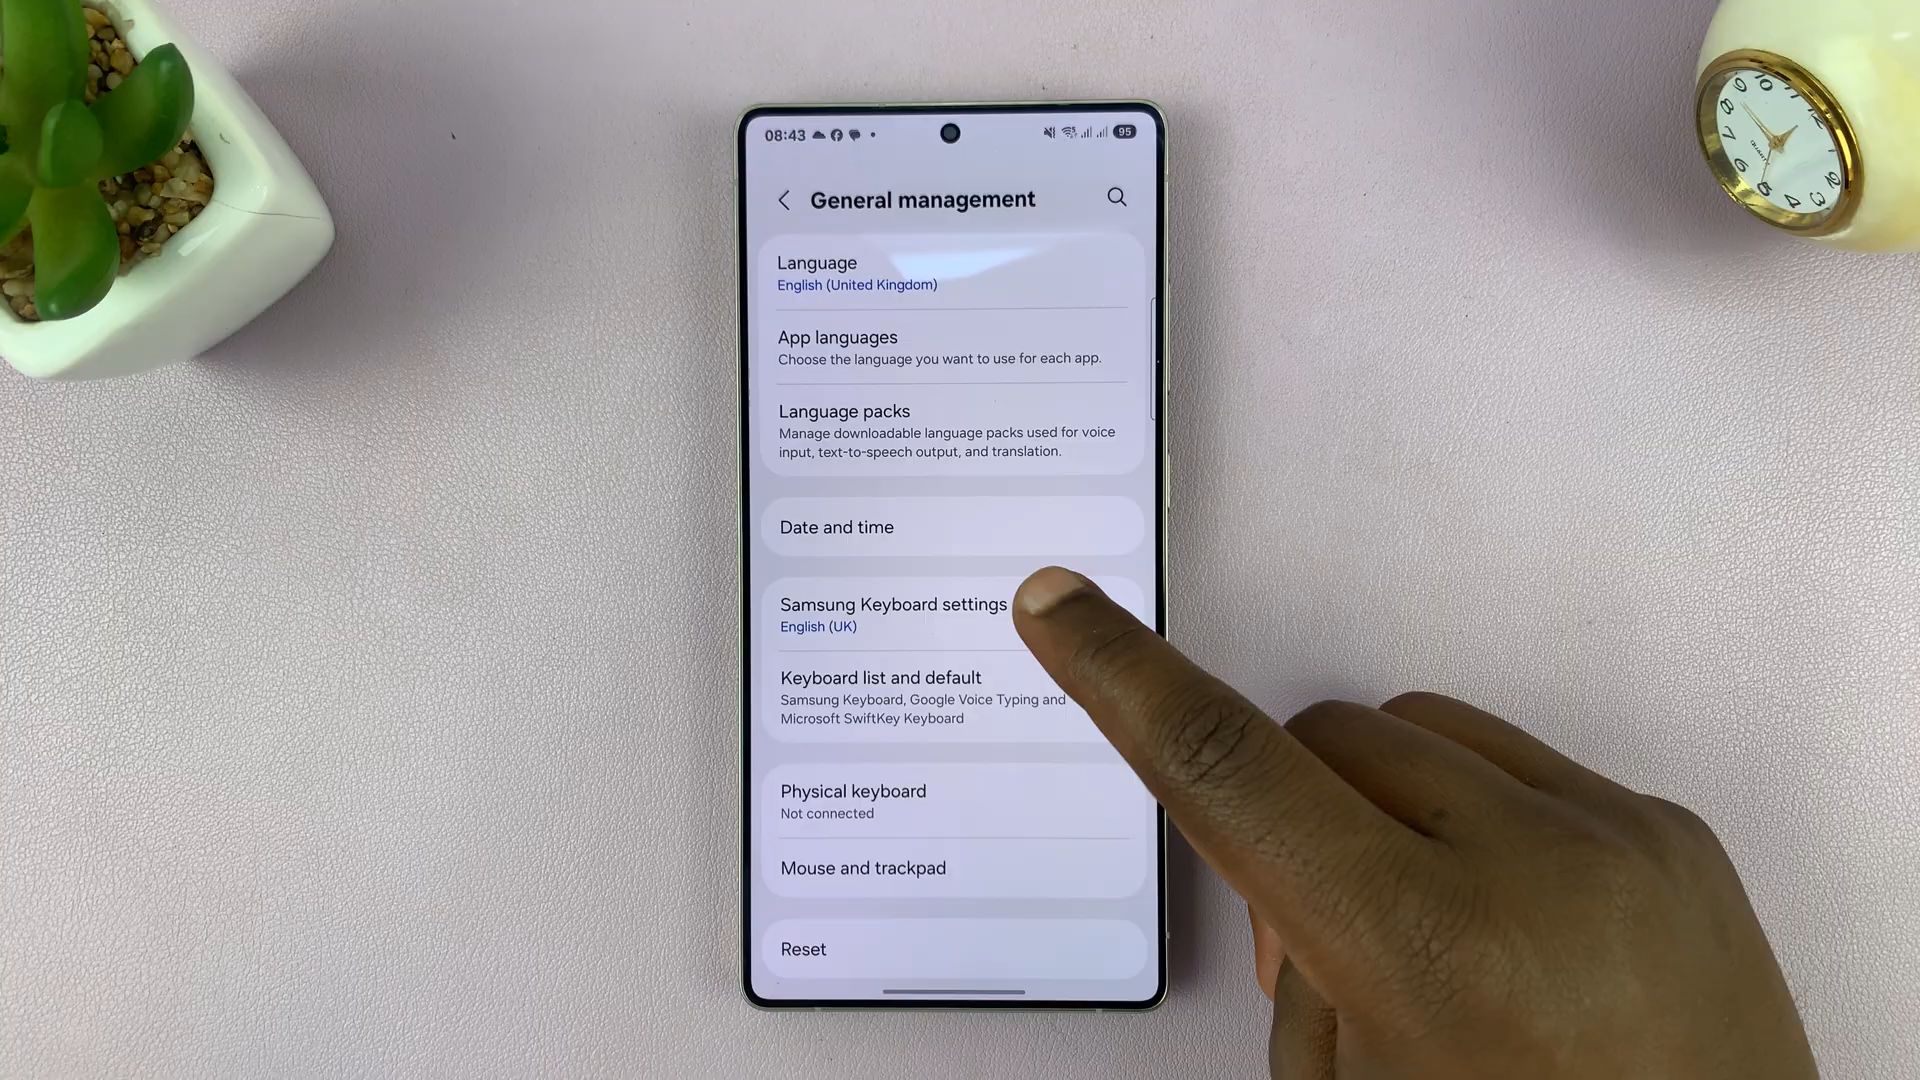 08:43
95
General management
Language
English (United Kingdom)
App languages
Choose the language you want to use for each app.
Language packs
Manage downloadable language packs used for voice
input, text-to-speech output, and translation.
Date and time
Samsung Keyboard settings
English (UK)
Keyboard list and default
Samsung Keyboard, Google Voice Typing and
Microsoft SwiftKey Keyboard
Physical keyboard
Not connected
Mouse and trackpad
Reset